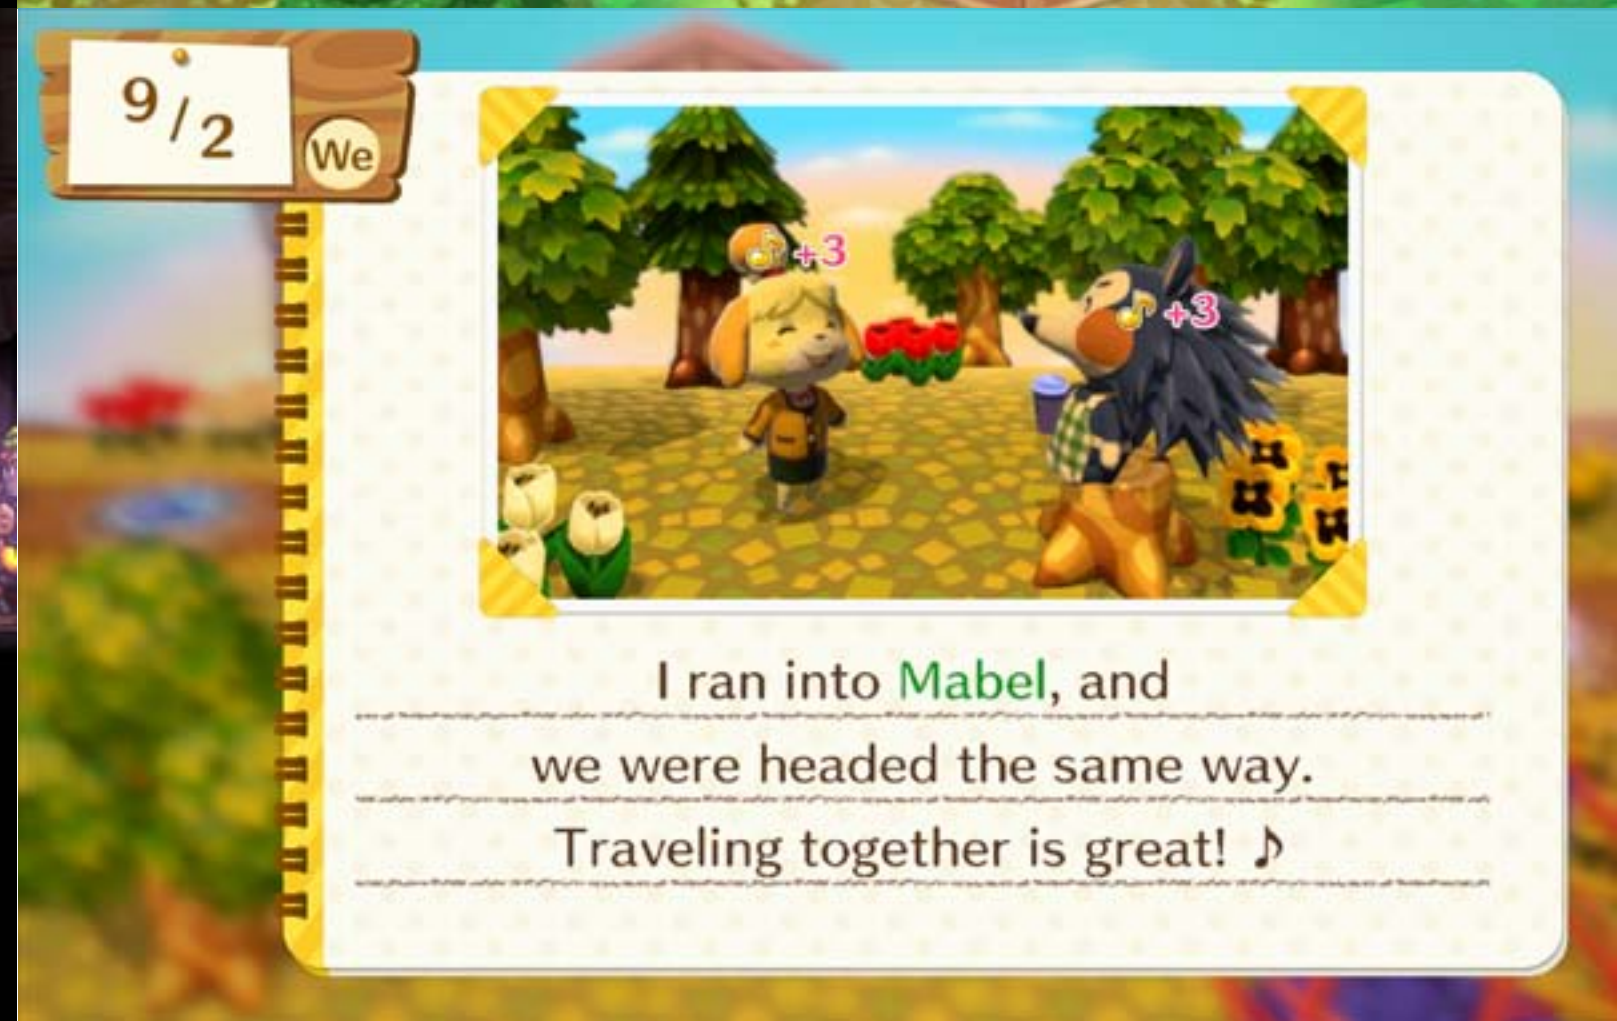 9/2
We
+3
+3
I ran into Mabel, and
we were headed the same way.
Traveling together is great! ♪